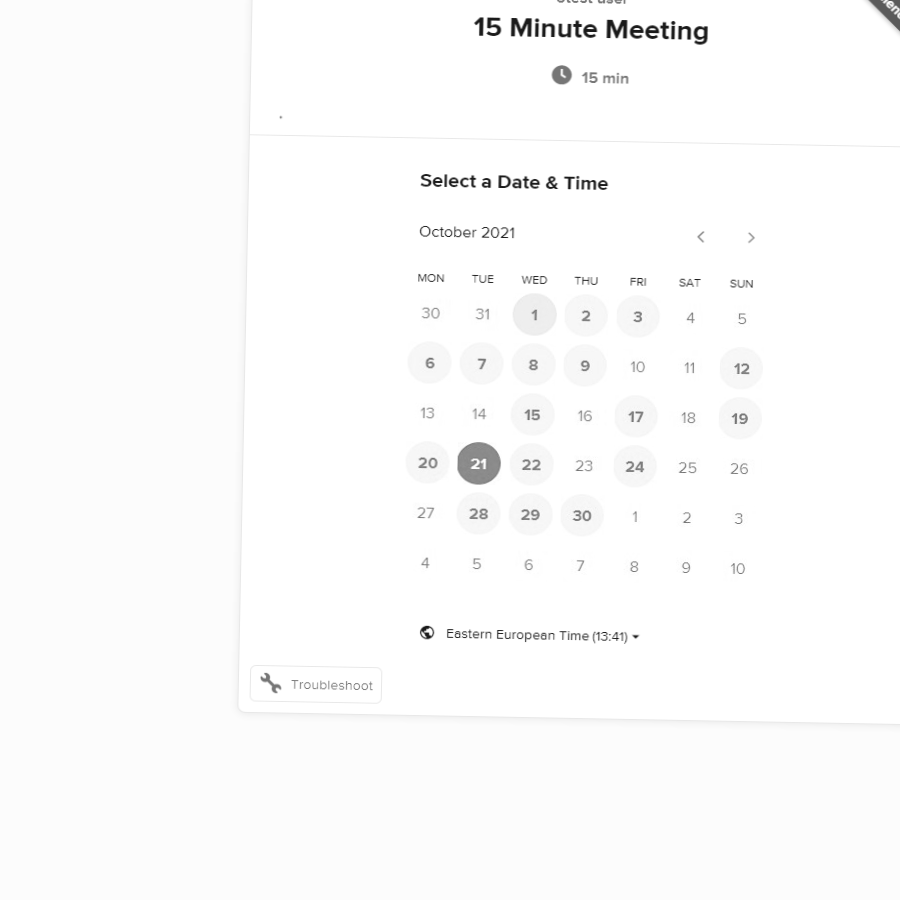 15 Minute Meeting
15 min
.
Select a Date & Time
October 2021
MON TUE WED THU FRI SAT SUN
30 31 1 2 3 4 5
6 7 8 9 10 11 12
13 14 15 16 17 18 19
20 21 22 23 24 25 26
27 28 29 30 1 2 3
4 5 6 7 8 9 10
Eastern European Time (13:41)
Troubleshoot